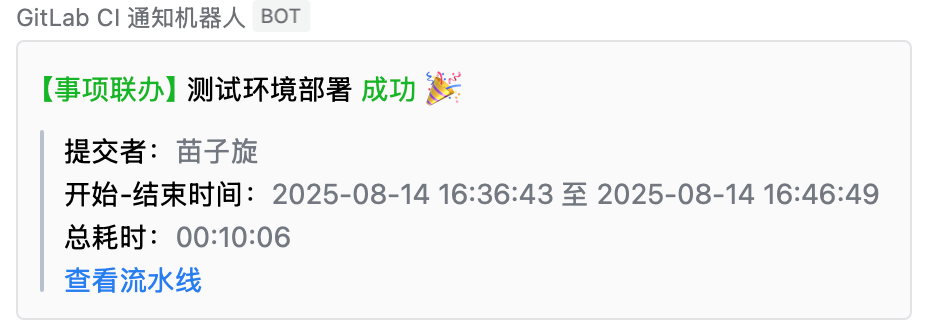 GitLab CI 通知机器人 BOT
【事项联办】测试环境部署 成功 🎉
提交者：苗子旋
开始-结束时间：2025-08-14 16:36:43 至 2025-08-14 16:46:49
总耗时：00:10:06
查看流水线